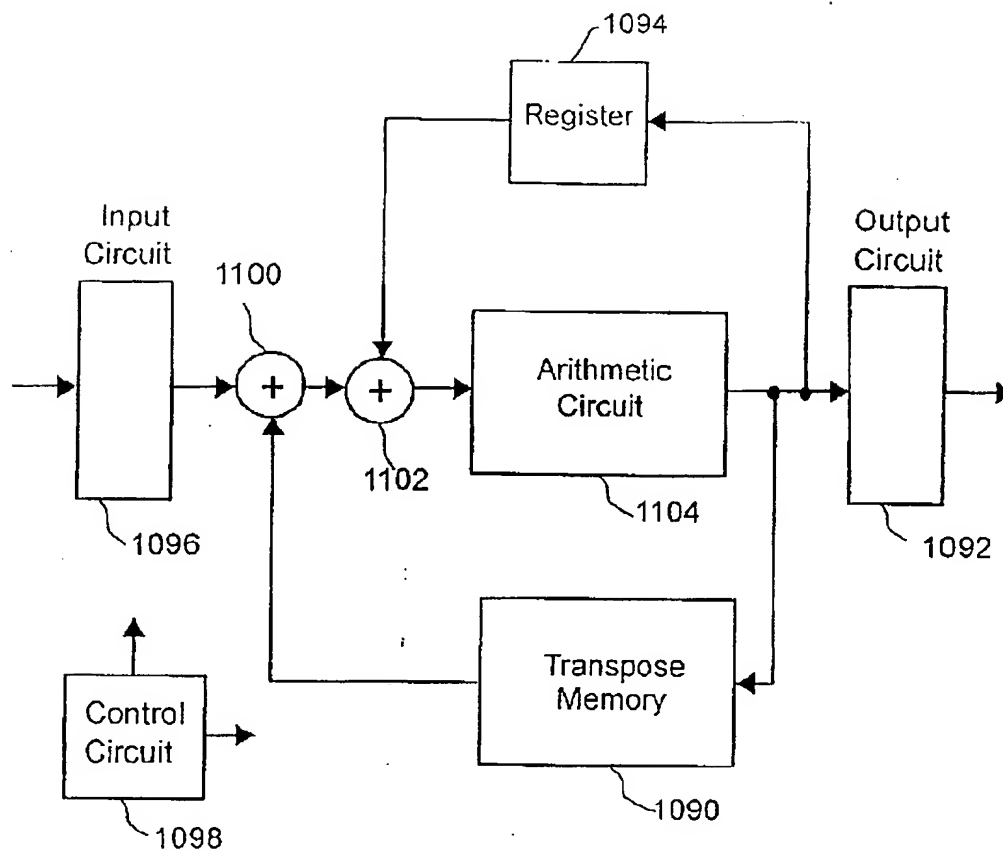 1094
Register
Input
Circuit
Output
Circuit
1100
+
+
Arithmetic
Circuit
1102
1104
1096
1092
Transpose
Memory
Control
Circuit
1090
1098